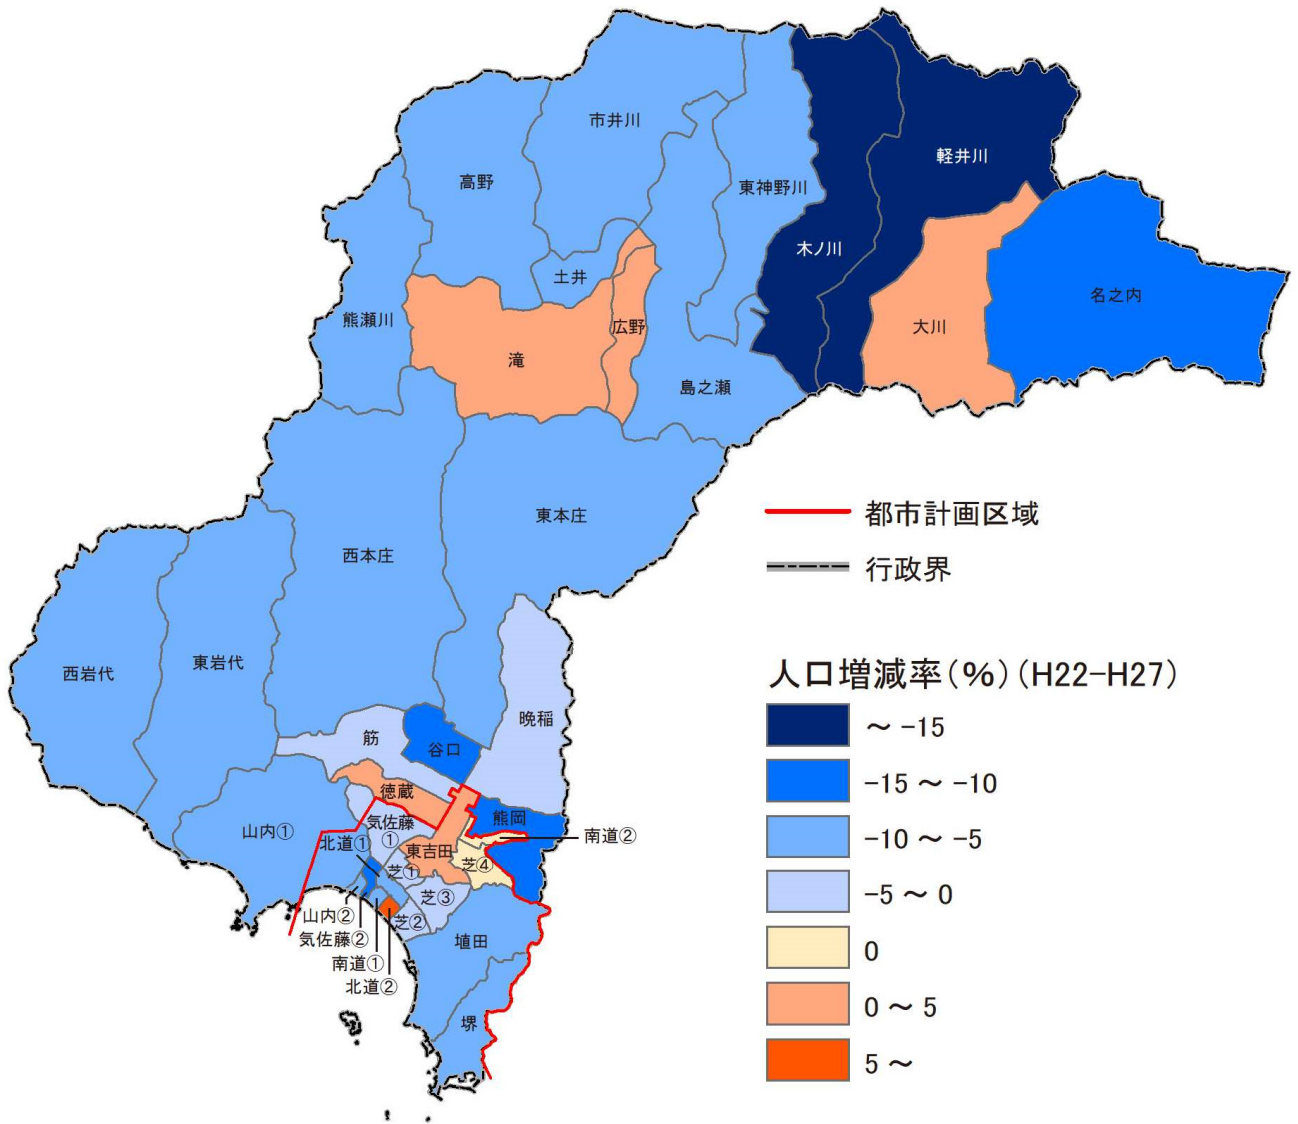 市井川
軽井川
高野
東神野川
木ノ川
土井
名之内
熊瀬川
広野
大川
滝
島之瀬
都市計画区域
東本庄
西本庄
行政界
東岩代
西岩代
人口増減率(%)(H22-H27)
晩稲
～ -15
筋
谷口
-15 ～ -10
徳蔵
熊岡
気佐藤
①
山内①
南道②
-10 ～ -5
北道①
東吉田
芝④
芝①
-5 ～ 0
芝③
山内②
芝②
気佐藤②
埴田
0
南道①
北道②
0 ～ 5
堺
5 ～